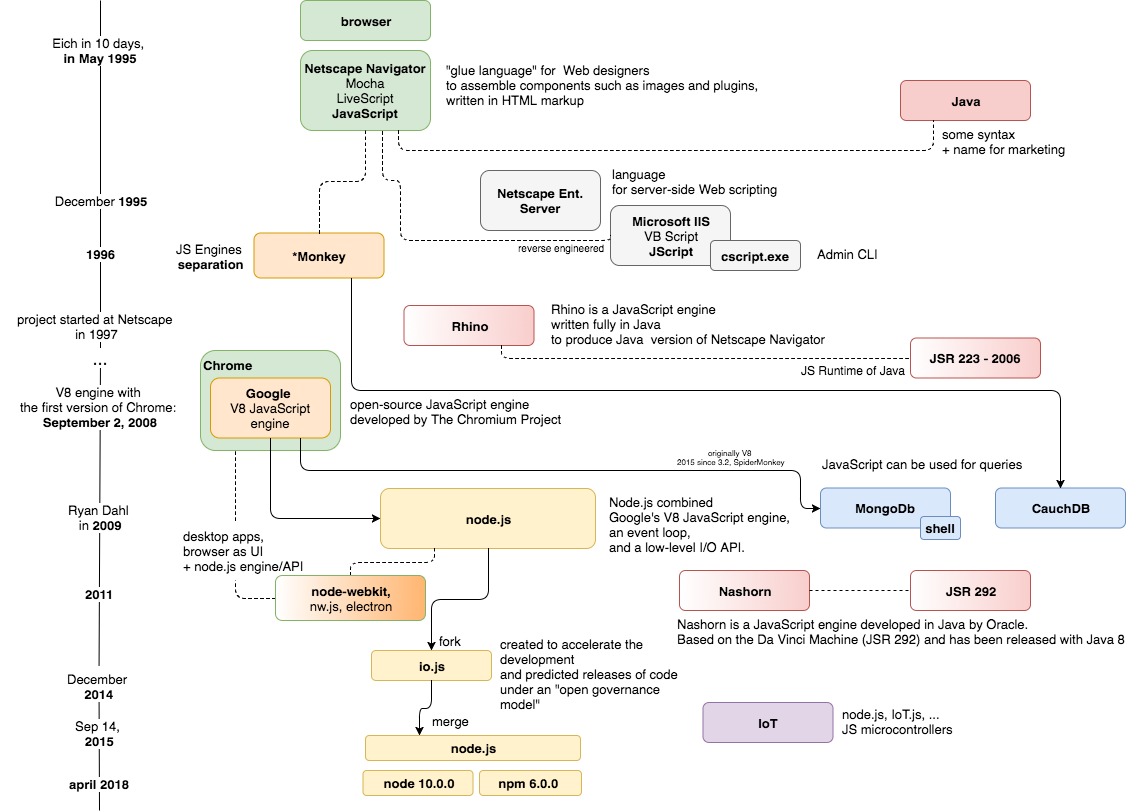 browser
Eich in 10 days,
in May 1995
Netscape Navigator
Mocha
LiveScript
JavaScript
"glue language" for  Web designers
to assemble components such as images and plugins,
written in HTML markup
Java
some syntax
+ name for marketing
December 1995
Netscape Ent.
Server
language
for server-side Web scripting
Microsoft IIS
VB Script
JScript
reverse engineered
cscript.exe
Admin CLI
1996
JS Engines
separation
*Monkey
project started at Netscape
in 1997
Rhino
Rhino is a JavaScript engine
written fully in Java
to produce Java  version of Netscape Navigator
JSR 223 - 2006
JS Runtime of Java
...
Chrome
Google
V8 JavaScript
engine
V8 engine with
the first version of Chrome:
September 2, 2008
open-source JavaScript engine
developed by The Chromium Project
originally V8
2015 since 3.2, SpiderMonkey
JavaScript can be used for queries
MongoDb
shell
CauchDB
Ryan Dahl
in 2009
node.js
Node.js combined
Google's V8 JavaScript engine,
an event loop,
and a low-level I/O API.
desktop apps,
browser as UI
+ node.js engine/API
2011
node-webkit,
nw.js, electron
Nashorn
JSR 292
Nashorn is a JavaScript engine developed in Java by Oracle.
Based on the Da Vinci Machine (JSR 292) and has been released with Java 8
fork
io.js
created to accelerate the
development
and predicted releases of code
under an "open governance
model"
December
2014
merge
Sep 14,
2015
node.js
IoT
node.js, IoT.js, ...
JS microcontrollers
april 2018
node 10.0.0
npm 6.0.0